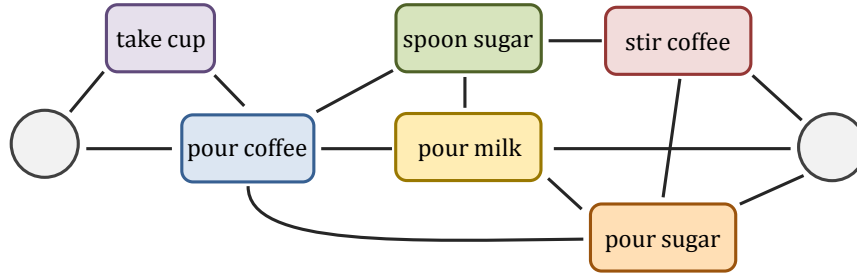 take cup
spoon sugar
stir coffee
pour coffee
pour milk
pour sugar